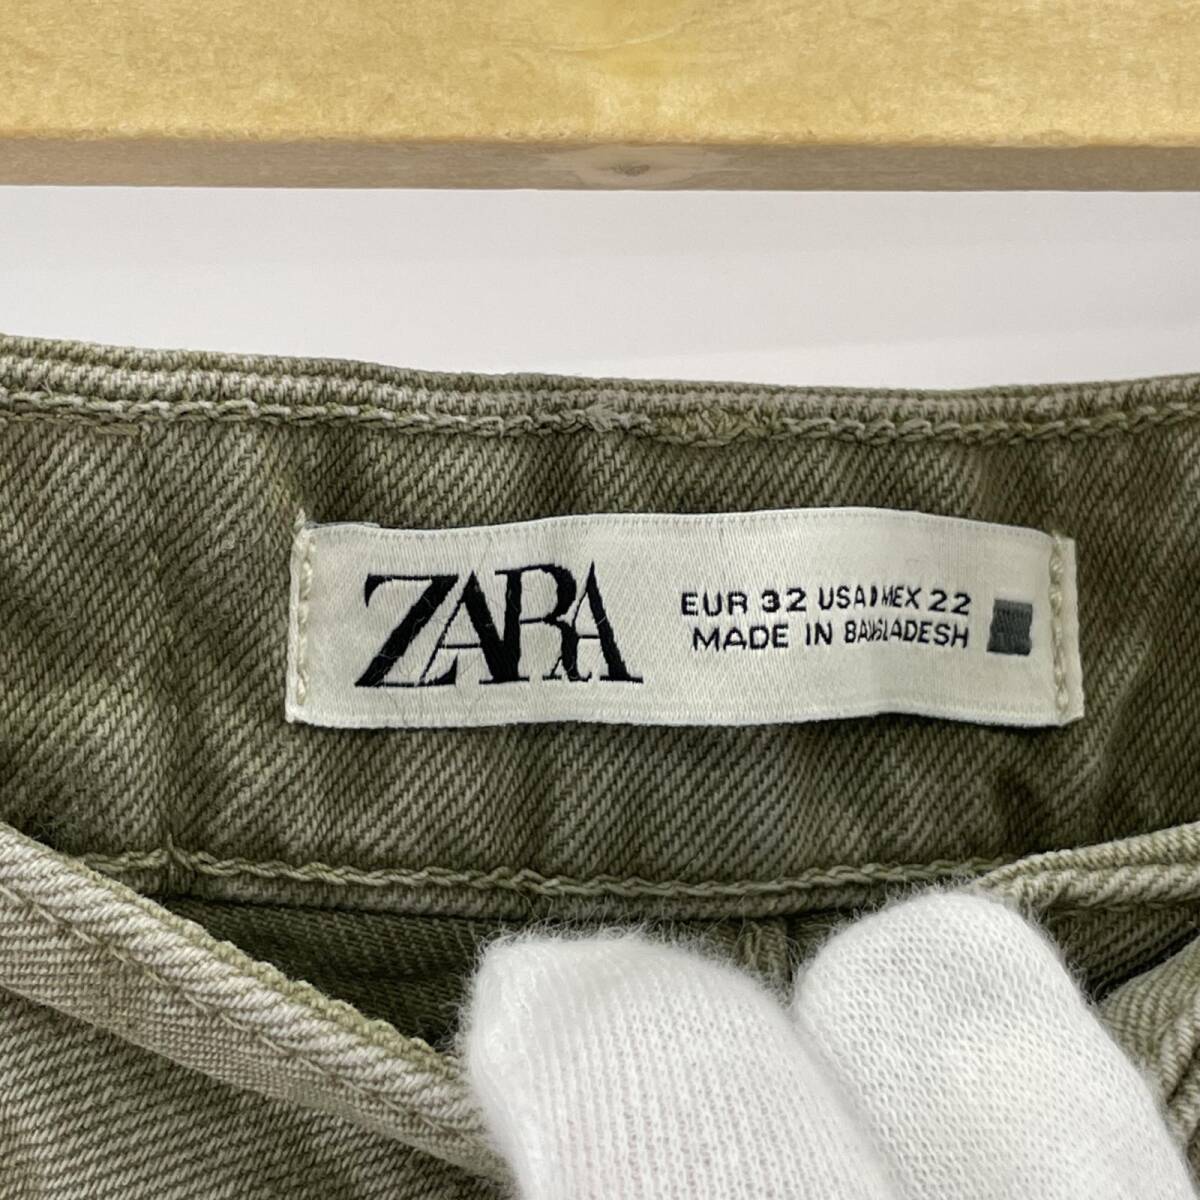 ZARA
EUR 32 USA MEX 22
MADE IN BANGLADESH